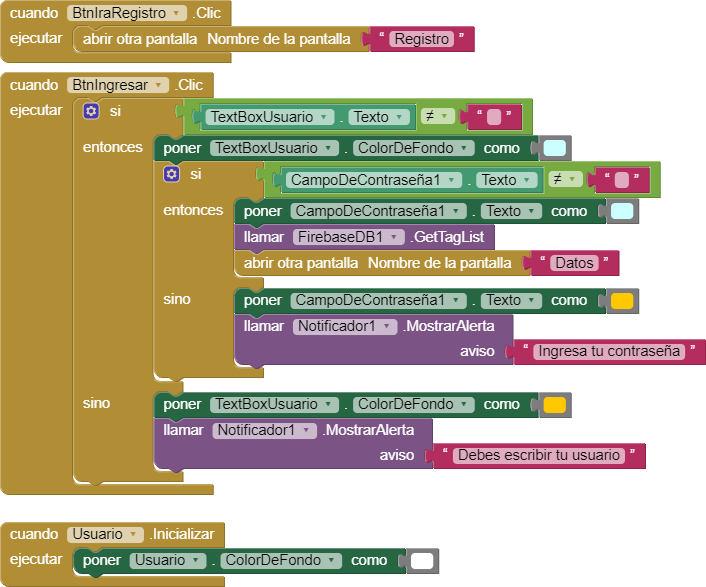 cuando BtnIraRegistro .Clic
ejecutar abrir otra pantalla Nombre de la pantalla “ Registro ”
cuando BtnIngresar .Clic
ejecutar si TextBoxUsuario . Texto ≠ “ ”
entonces poner TextBoxUsuario . ColorDeFondo como
si CampoDeContraseña1 . Texto ≠ “ ”
entonces poner CampoDeContraseña1 . Texto como
llamar FirebaseDB1 .GetTagList
abrir otra pantalla Nombre de la pantalla “ Datos ”
sino poner CampoDeContraseña1 . Texto como
llamar Notificador1 .MostrarAlerta
aviso “ Ingresa tu contraseña ”
sino poner TextBoxUsuario . ColorDeFondo como
llamar Notificador1 .MostrarAlerta
aviso “ Debes escribir tu usuario ”
cuando Usuario .Inicializar
ejecutar poner Usuario . ColorDeFondo como